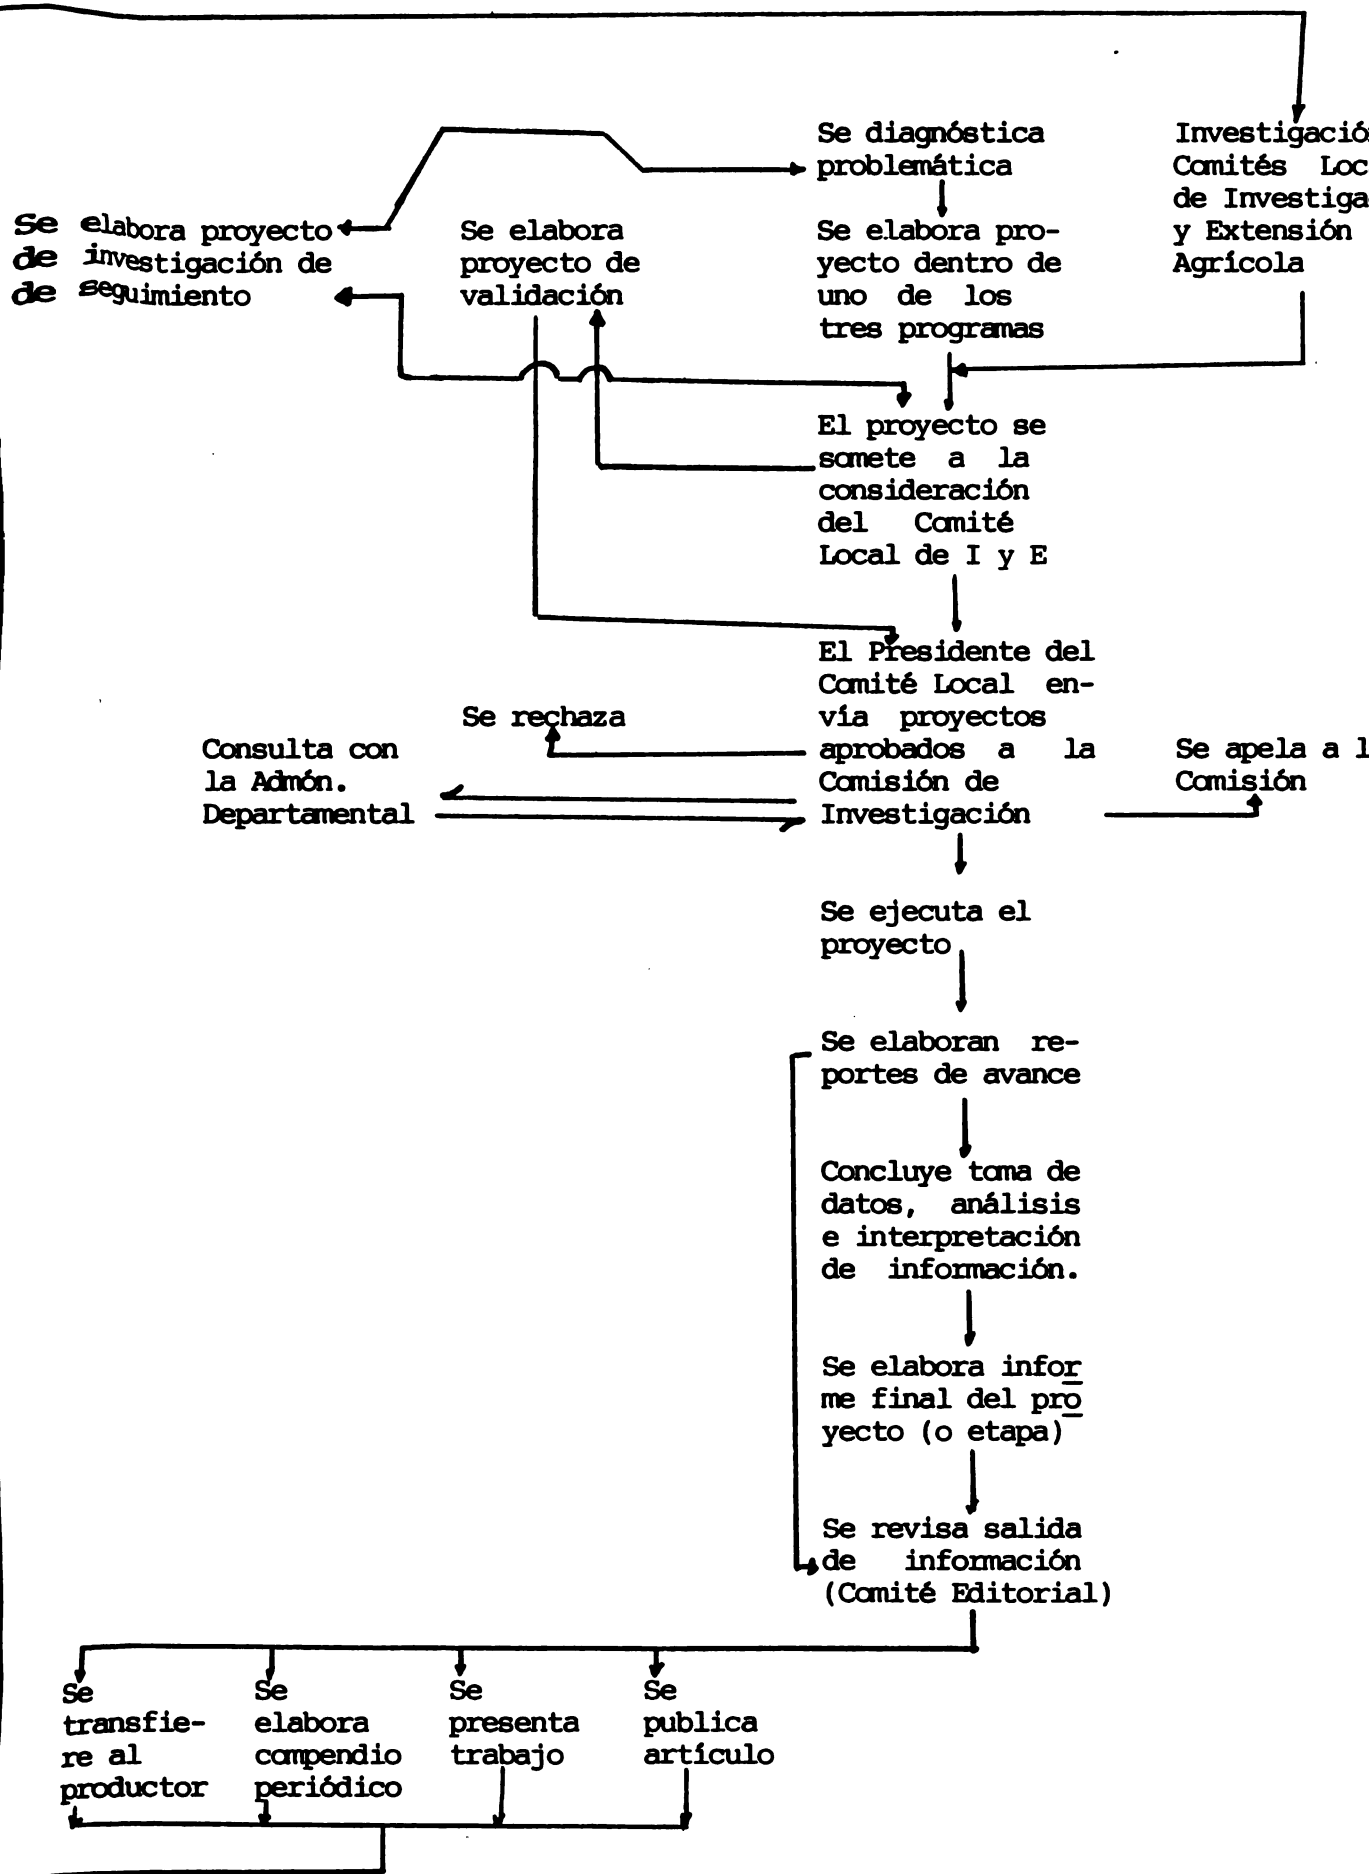 Se diagnóstica
problemática
Comités
y Extensión
Agrícola
Se elabora proyecto
de investigación de
de seguimiento
Se elabora
proyecto de
validación
Se elabora pro-
yecto dentro de
uno de los
tres programas
El proyecto se
somete a la
consideración
del Comité
Local de I y E
El Presidente del
Comité Local en-
vía proyectos
aprobados a la
Comisión de
Investigación
Se rechaza
Consulta con
la Admón.
Departamental
Se apela a
Comisión
Se ejecuta el
proyecto
Se elaboran re-
portes de avance
Concluye toma de
datos, análisis
e interpretación
de información.
Se elabora infor
me final del pro
yecto (o etapa)
Se revisa salida
de información
(Comité Editorial)
Se
transfie-
re al
productor
Se
elabora
compendio
periódico
Se
presenta
trabajo
Se
publica
artículo